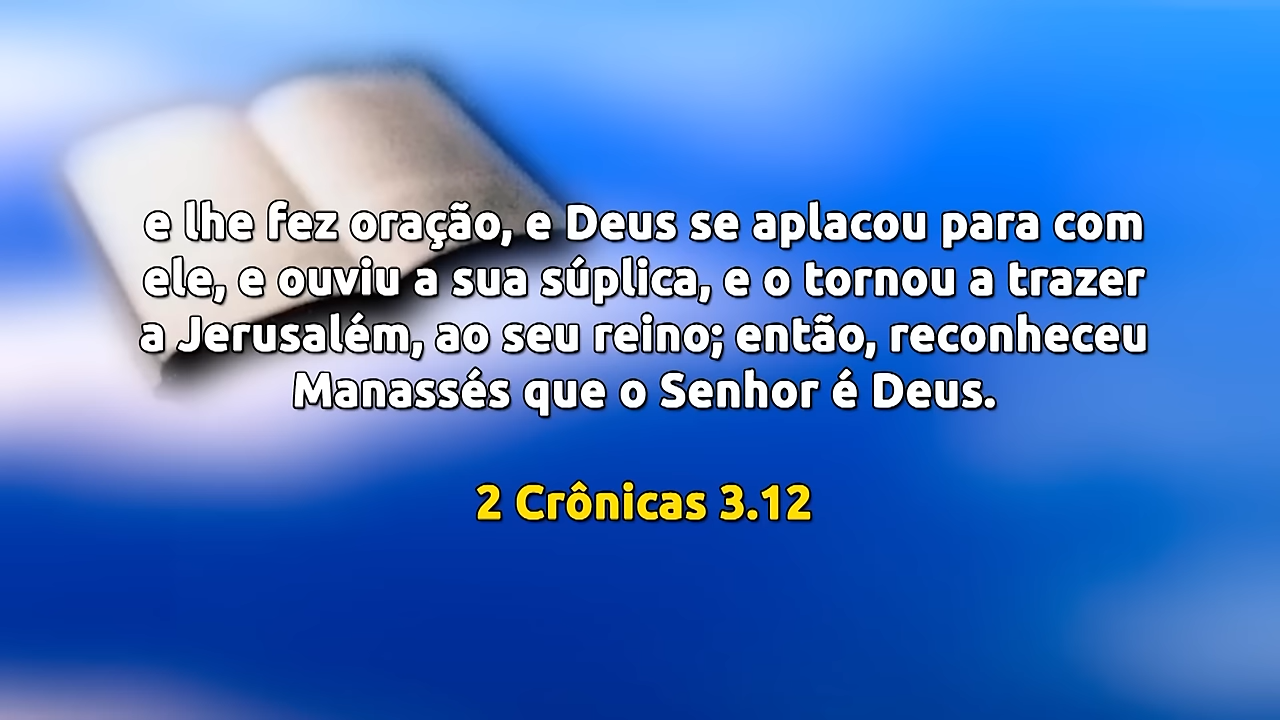 e lhe fez oração, e Deus se aplacou para com
ele, e ouviu a sua súplica, e o tornou a trazer
a Jerusalém, ao seu reino; então, reconheceu
Manassés que o Senhor é Deus.
2 Crônicas 3.12